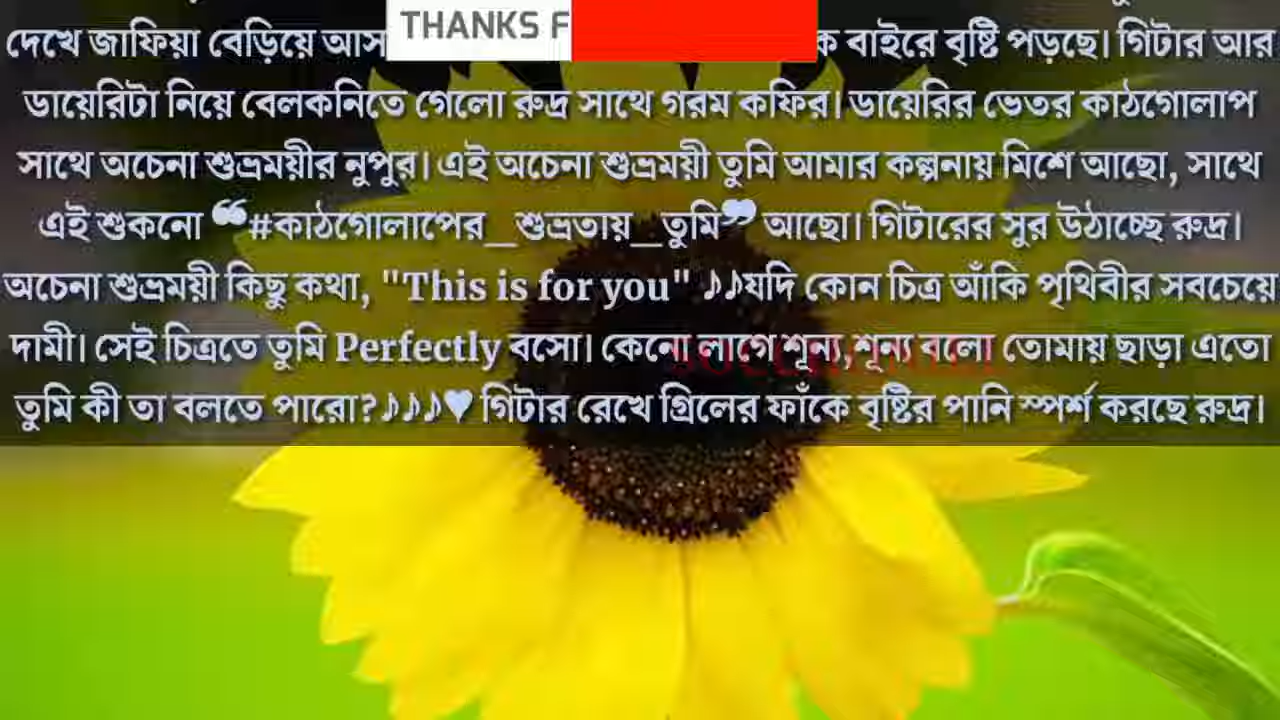 THANKS F
দেখে জাফিয়া বেড়িয়ে আস ক বাইরে বৃষ্টি পড়ছে। গিটার আর
ডায়েরিটা নিয়ে বেলকনিতে গেলো রুদ্র সাথে গরম কফির। ডায়েরির ভেতর কাঠগোলাপ
সাথে অচেনা শুভ্রময়ীর নুপুর। এই অচেনা শুভ্রময়ী তুমি আমার কল্পনায় মিশে আছো, সাথে
এই শুকনো ❝#কাঠগোলাপের_শুভ্রতায়_তুমি❞ আছো। গিটারের সুর উঠাচ্ছে রুদ্র।
অচেনা শুভ্রময়ী কিছু কথা, "This is for you" ♪♪যদি কোন চিত্র আঁকি পৃথিবীর সবচেয়ে
দামী। সেই চিত্রতে তুমি Perfectly বসো। কেনো লাগে শূন্য, শূন্য বলো তোমায় ছাড়া এতো
তুমি কী তা বলতে পারো?♪♪♪♥ গিটার রেখে গ্রিলের ফাঁকে বৃষ্টির পানি স্পর্শ করছে রুদ্র।